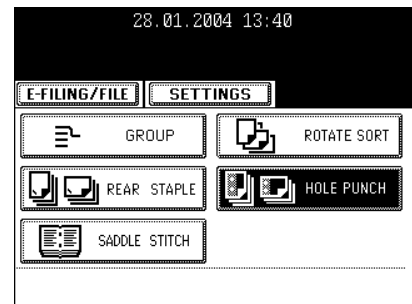 28.01.2004 13:40
E-FILING/FILE SETTINGS
GROUP ROTATE SORT
REAR STAPLE HOLE PUNCH
SADDLE STITCH